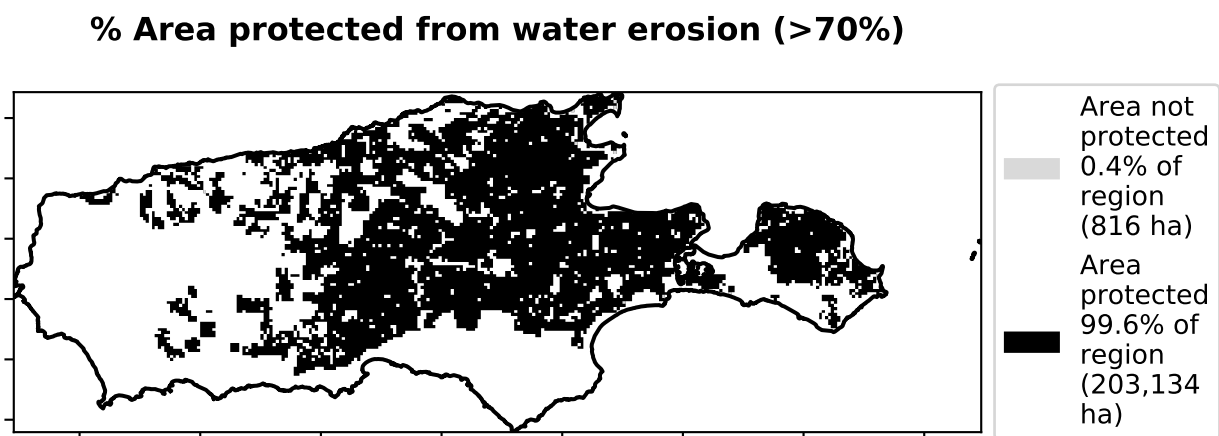 % Area protected from water erosion (>70%)
Area not
protected
0.4% of
region
(816 ha)
Area
protected
99.6% of
region
(203,134
ha)